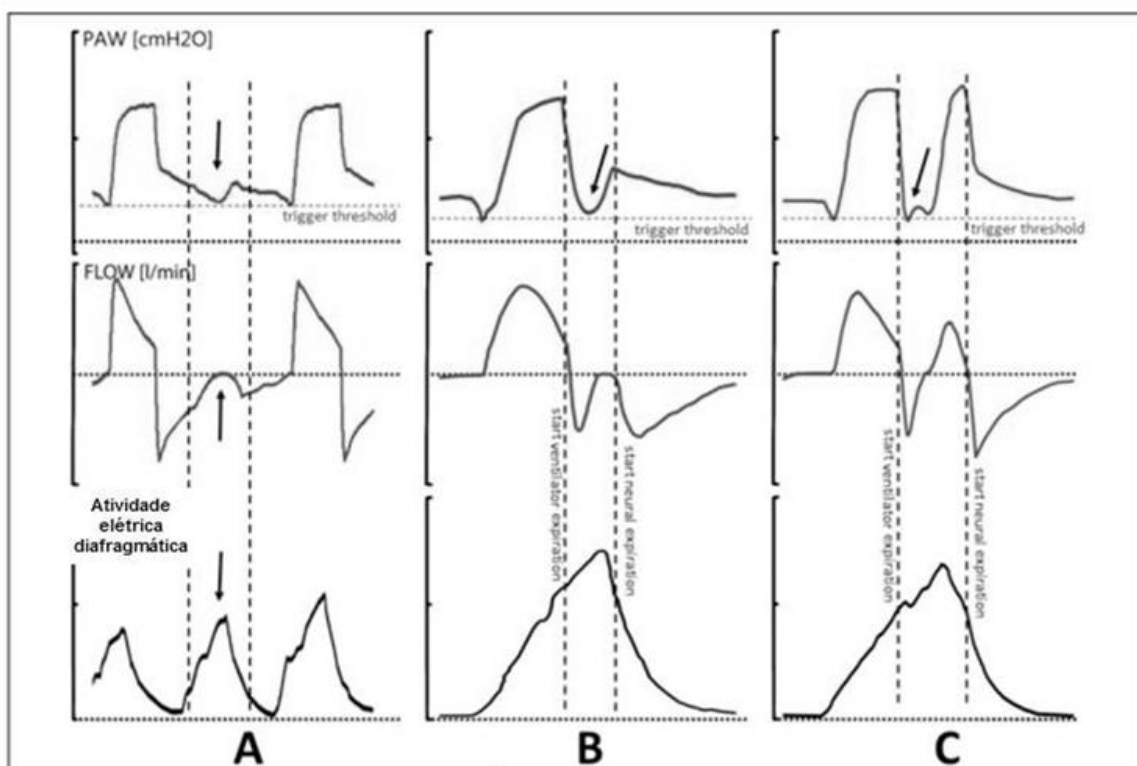 PAW [cmH2O]
trigger threshold
trigger threshold
trigger threshold
FLOW [l/min]
start ventilator expiration
start neural expiration
start ventilator expiration
start neural expiration
Atividade
elétrica
diafragmática
A
B
C